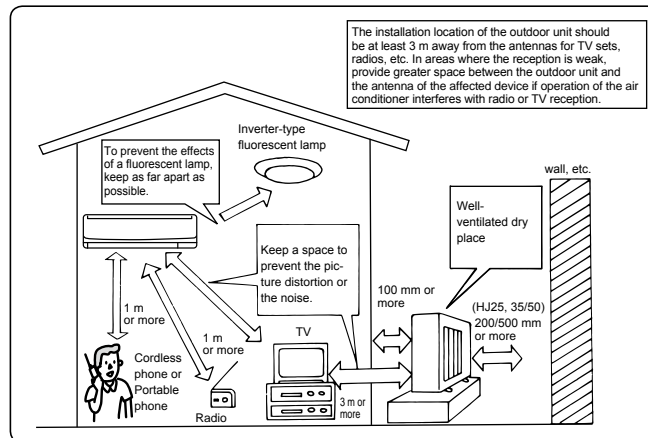 The installation location of the outdoor unit should
be at least 3 m away from the antennas for TV sets,
radios, etc. In areas where the reception is weak,
provide greater space between the outdoor unit and
the antenna of the affected device if operation of the air
conditioner interferes with radio or TV reception.
Inverter-type
fluorescent lamp
To prevent the effects
of a fluorescent lamp,
keep as far apart as
possible.
wall, etc.
Well-
ventilated dry
place
Keep a space to
prevent the pic-
ture distortion or
the noise.
100 mm or
more
(HJ25, 35/50)
200/500 mm
or more
1 m
or more
1 m
or more
TV
Cordless
phone or
Portable
phone
Radio
3 m or
more